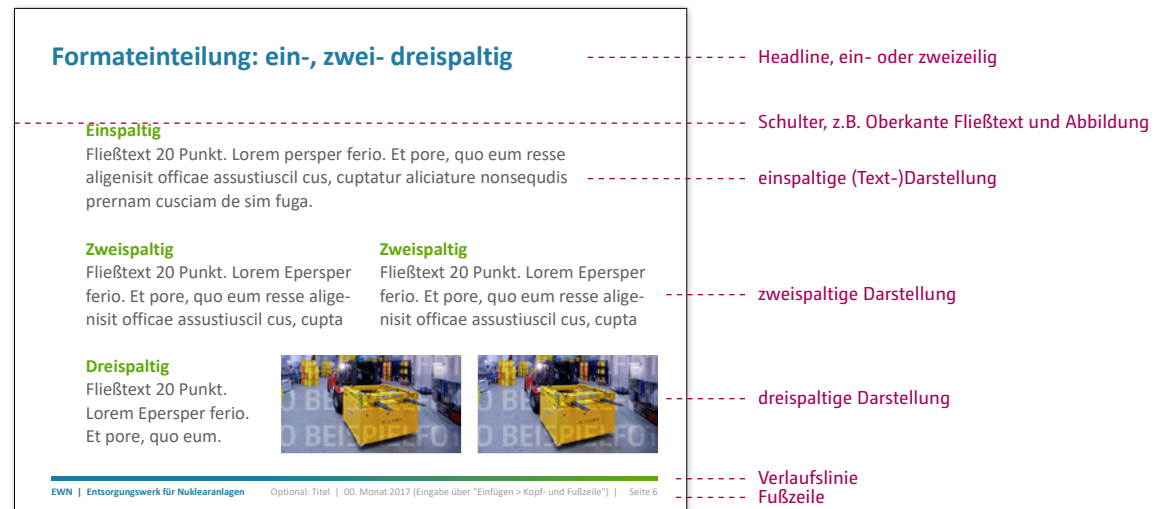 Formateinteilung: ein-, zwei- dreispaltig
Headline, ein- oder zweizeilig
Schulter, z.B. Oberkante Fließtext und Abbildung
Einspaltig
Fließtext 20 Punkt. Lorem persper ferio. Et pore, quo eum resse
aligenisit officae assustiuscil cus, cuptatur aliciature nonsequdis
prernam cusciam de sim fuga.
einspaltige (Text-)Darstellung
Zweispaltig
Fließtext 20 Punkt. Lorem Epersper
ferio. Et pore, quo eum resse alige-
nisit officae assustiuscil cus, cupta
Zweispaltig
Fließtext 20 Punkt. Lorem Epersper
ferio. Et pore, quo eum resse alige-
nisit officae assustiuscil cus, cupta
zweispaltige Darstellung
Dreispaltig
Fließtext 20 Punkt.
Lorem Epersper ferio.
Et pore, quo eum.
O BEISPIELFOTO
O BEISPIELFO
dreispaltige Darstellung
Verlaufslinie
EWN | Entsorgungswerk für Nuklearanlagen Optional: Titel | 00. Monat 2017 (Eingabe über "Einfügen > Kopf- und Fußzeile") | Seite 6
Fußzeile